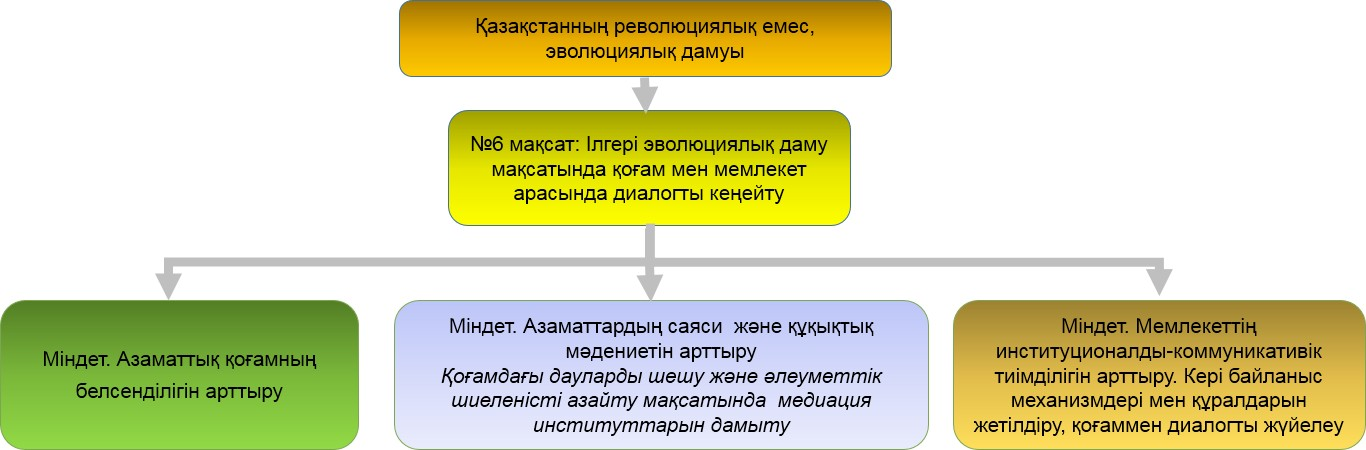 Қазақстанның революциялық емес,
эволюциялық дамуы
№6 мақсат: Ілгері эволюциялық даму
мақсатында қоғам мен мемлекет
арасында диалогты кеңейту
Міндет. Азаматтық қоғамның
белсенділігін арттыру
Міндет. Азаматтардың саяси және құқықтық
мәдениетін арттыру
Қоғамдағы дауларды шешу және әлеуметтік
шиеленісті азайту мақсатында медиация
институттарын дамыту
Міндет. Мемлекеттің
институционалды-коммуникативік
тиімділігін арттыру. Кері байланыс
механизмдері мен құралдарын
жетілдіру, қоғаммен диалогты жүйелеу